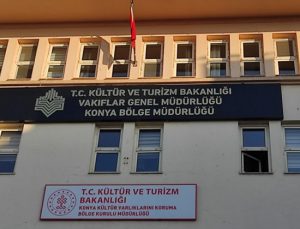 T.C. KÜLTÜR VE TURİZM BAKANLIĞI
VAKIFLAR GENEL MÜDÜRLÜĞÜ
KONYA BÖLGE MÜDÜRLÜĞÜ
T.C. KÜLTÜR VE TURİZM
BAKANLIĞI
KONYA KÜLTÜR VARLIKLARINI KORUMA
BÖLGE KURULU MÜDÜRLÜĞÜ